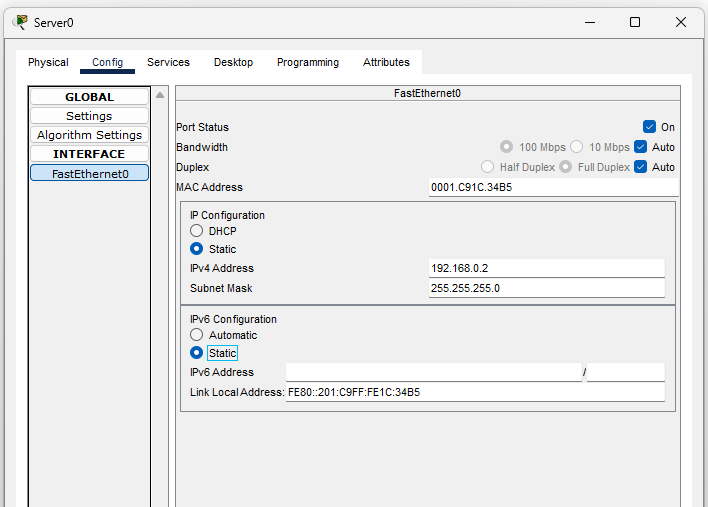 Server0
Physical Config Services Desktop Programming Attributes
GLOBAL
Settings
Algorithm Settings
INTERFACE
FastEthernet0
FastEthernet0
Port Status On
Bandwidth 100 Mbps 10 Mbps Auto
Duplex Half Duplex Full Duplex Auto
MAC Address 0001.C91C.34B5
IP Configuration
DHCP
Static
IPv4 Address 192.168.0.2
Subnet Mask 255.255.255.0
IPv6 Configuration
Automatic
Static
IPv6 Address /
Link Local Address: FE80::201:C9FF:FE1C:34B5